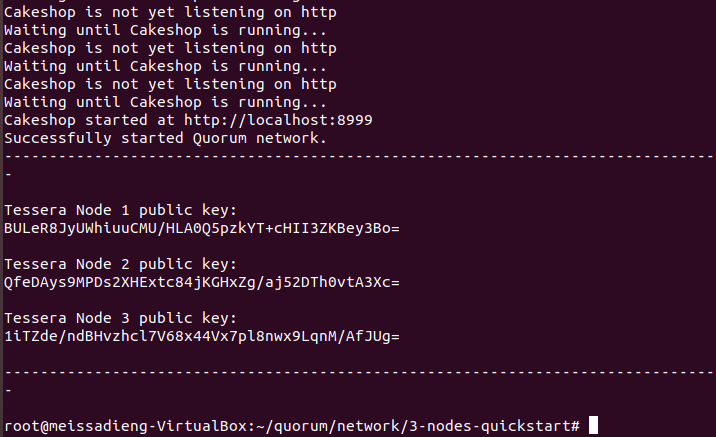 Cakeshop is not yet listening on http
Waiting until Cakeshop is running...
Cakeshop is not yet listening on http
Waiting until Cakeshop is running...
Cakeshop is not yet listening on http
Waiting until Cakeshop is running...
Cakeshop started at http://localhost:8999
Successfully started Quorum network.
--------------------------------------------------------------------------------
-
Tessera Node 1 public key:
BULeR8JyUWhiuuCMU/HLA0Q5pzkYT+cHII3ZKBey3Bo=
Tessera Node 2 public key:
QfeDAys9MPDs2XHExtc84jKGHxZg/aj52DTh0vtA3Xc=
Tessera Node 3 public key:
1iTZde/ndBHvzhcl7V68x44Vx7pl8nwx9LqnM/AfJUg=
--------------------------------------------------------------------------------
-
root@meissadieng-VirtualBox:~/quorum/network/3-nodes-quickstart#